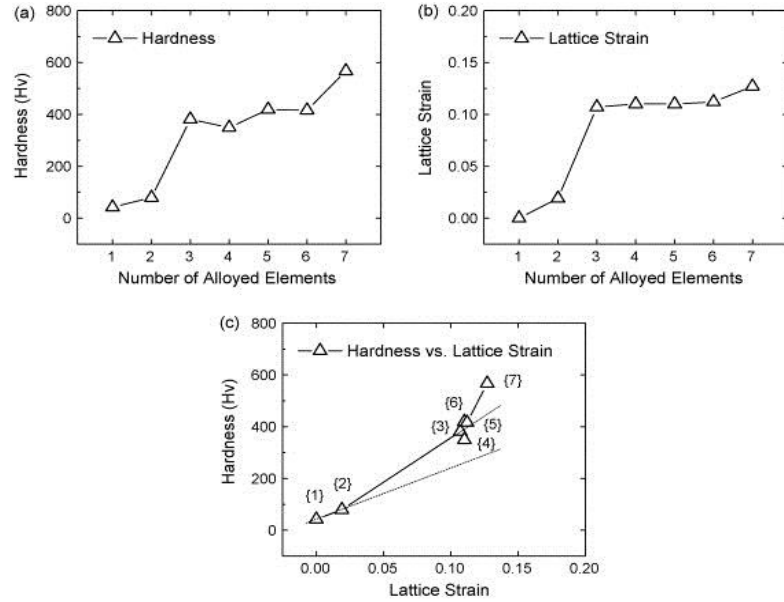 (a)
Hardness
Hardness (Hv)
800
600
400
200
0
1 2 3 4 5 6 7
Number of Alloyed Elements
(b)
Lattice Strain
Lattice Strain
0.20
0.15
0.10
0.05
0.00
1 2 3 4 5 6 7
Number of Alloyed Elements
(c)
Hardness vs. Lattice Strain
Hardness (Hv)
800
600
400
200
0
{7}
{6}
{3} {5}
{4}
{2}
{1}
0.00 0.05 0.10 0.15 0.20
Lattice Strain